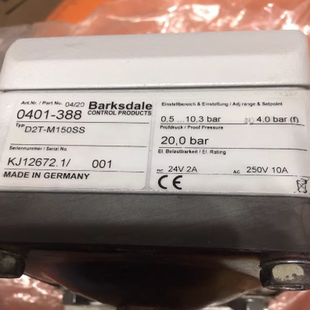 Art.Nr. / Part No. 04/20
0401-388
Barksdale
CONTROL PRODUCTS
Typ
D2T-M150SS
Seriennummer / Serial No.
KJ12672.1/ 001
MADE IN GERMANY
Einstellbereich & Einstellung / Adj range & Setpoint
0,5 ... 10,3 bar
4,0 bar (f)
Prüfdruck / Proof Pressure
20,0 bar
El. Belastbarkeit / El. Rating
24V 2A
AC 250V 10A
CE